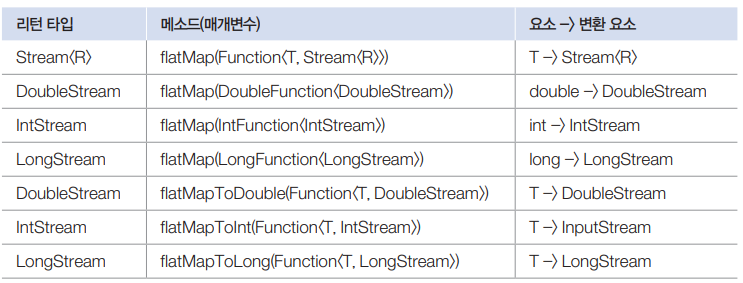 리턴 타입 메소드(매개변수) 요소 -> 변환 요소
Stream<R> flatMap(Function<T, Stream<R>>) T -> Stream<R>
DoubleStream flatMap(DoubleFunction<DoubleStream>) double -> DoubleStream
IntStream flatMap(IntFunction<IntStream>) int -> IntStream
LongStream flatMap(LongFunction<LongStream>) long -> LongStream
DoubleStream flatMapToDouble(Function<T, DoubleStream>) T -> DoubleStream
IntStream flatMapToInt(Function<T, IntStream>) T -> InputStream
LongStream flatMapToLong(Function<T, LongStream>) T -> LongStream